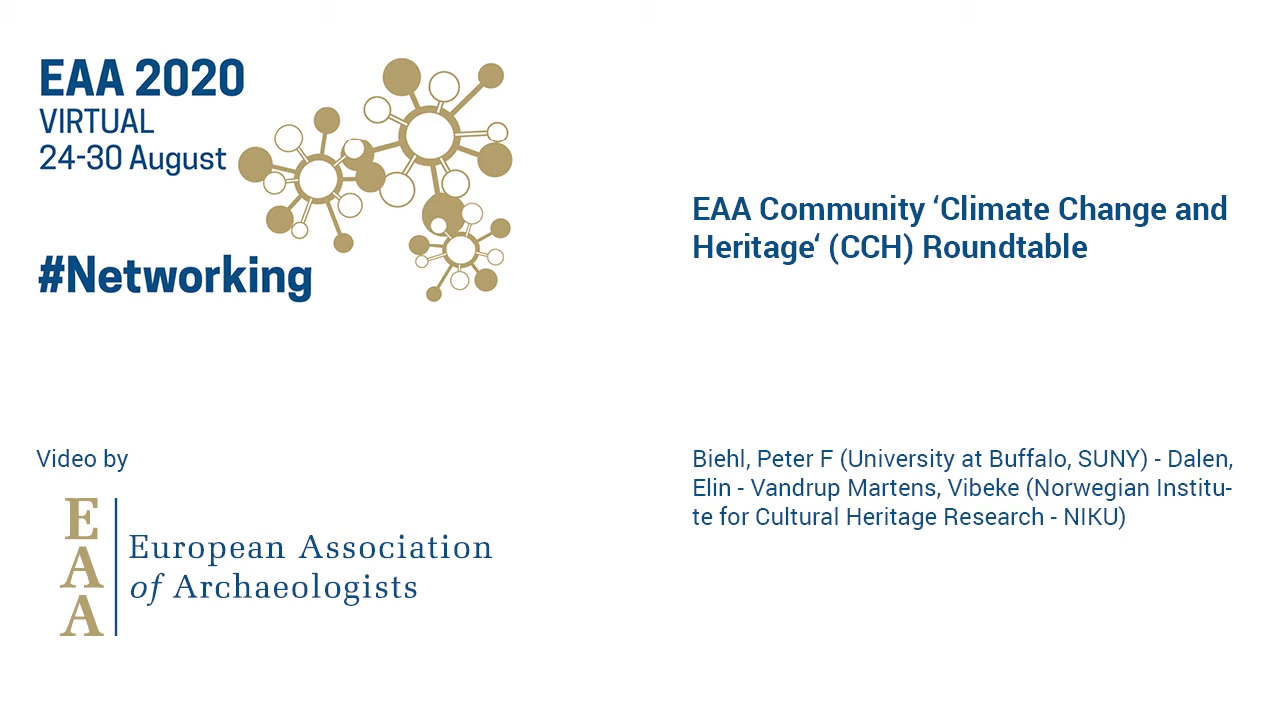 EAA 2020
VIRTUAL
24-30 August
#Networking
EAA Community ‘Climate Change and
Heritage‘ (CCH) Roundtable
Video by
EAA
European Association
of Archaeologists
Biehl, Peter F (University at Buffalo, SUNY) - Dalen,
Elin - Vandrup Martens, Vibeke (Norwegian Institu-
te for Cultural Heritage Research - NIKU)